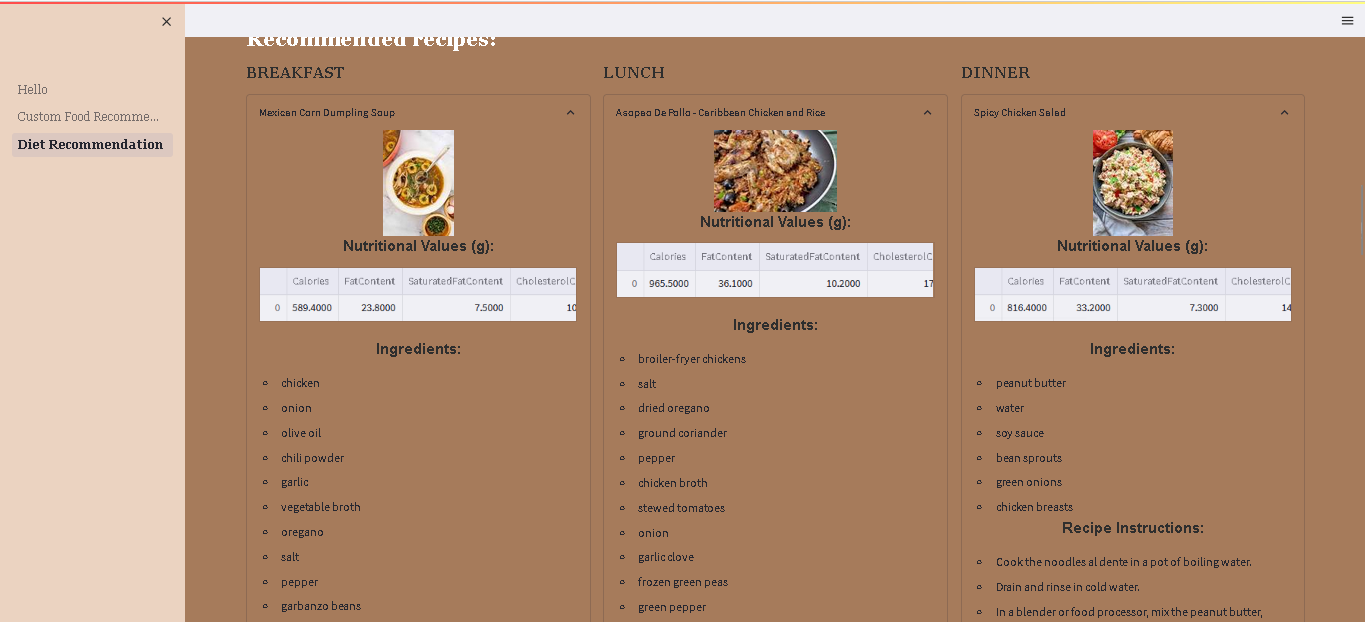 Recommended recipes:
Hello
Custom Food Recomme...
Diet Recommendation
BREAKFAST
Mexican Corn Dumpling Soup
Nutritional Values (g):
Calories FatContent SaturatedFatContent CholesterolC
0 589.4000 23.8000 7.5000 10
Ingredients:
chicken
onion
olive oil
chili powder
garlic
vegetable broth
oregano
salt
pepper
garbanzo beans
LUNCH
Asopao De Pollo - Caribbean Chicken and Rice
Nutritional Values (g):
Calories FatContent SaturatedFatContent CholesterolC
0 965.5000 36.1000 10.2000 17
Ingredients:
broiler-fryer chickens
salt
dried oregano
ground coriander
pepper
chicken broth
stewed tomatoes
onion
garlic clove
frozen green peas
green pepper
DINNER
Spicy Chicken Salad
Nutritional Values (g):
Calories FatContent SaturatedFatContent CholesterolC
0 816.4000 33.2000 7.3000 14
Ingredients:
peanut butter
water
soy sauce
bean sprouts
green onions
chicken breasts
Recipe Instructions:
Cook the noodles al dente in a pot of boiling water.
Drain and rinse in cold water.
In a blender or food processor, mix the peanut butter,